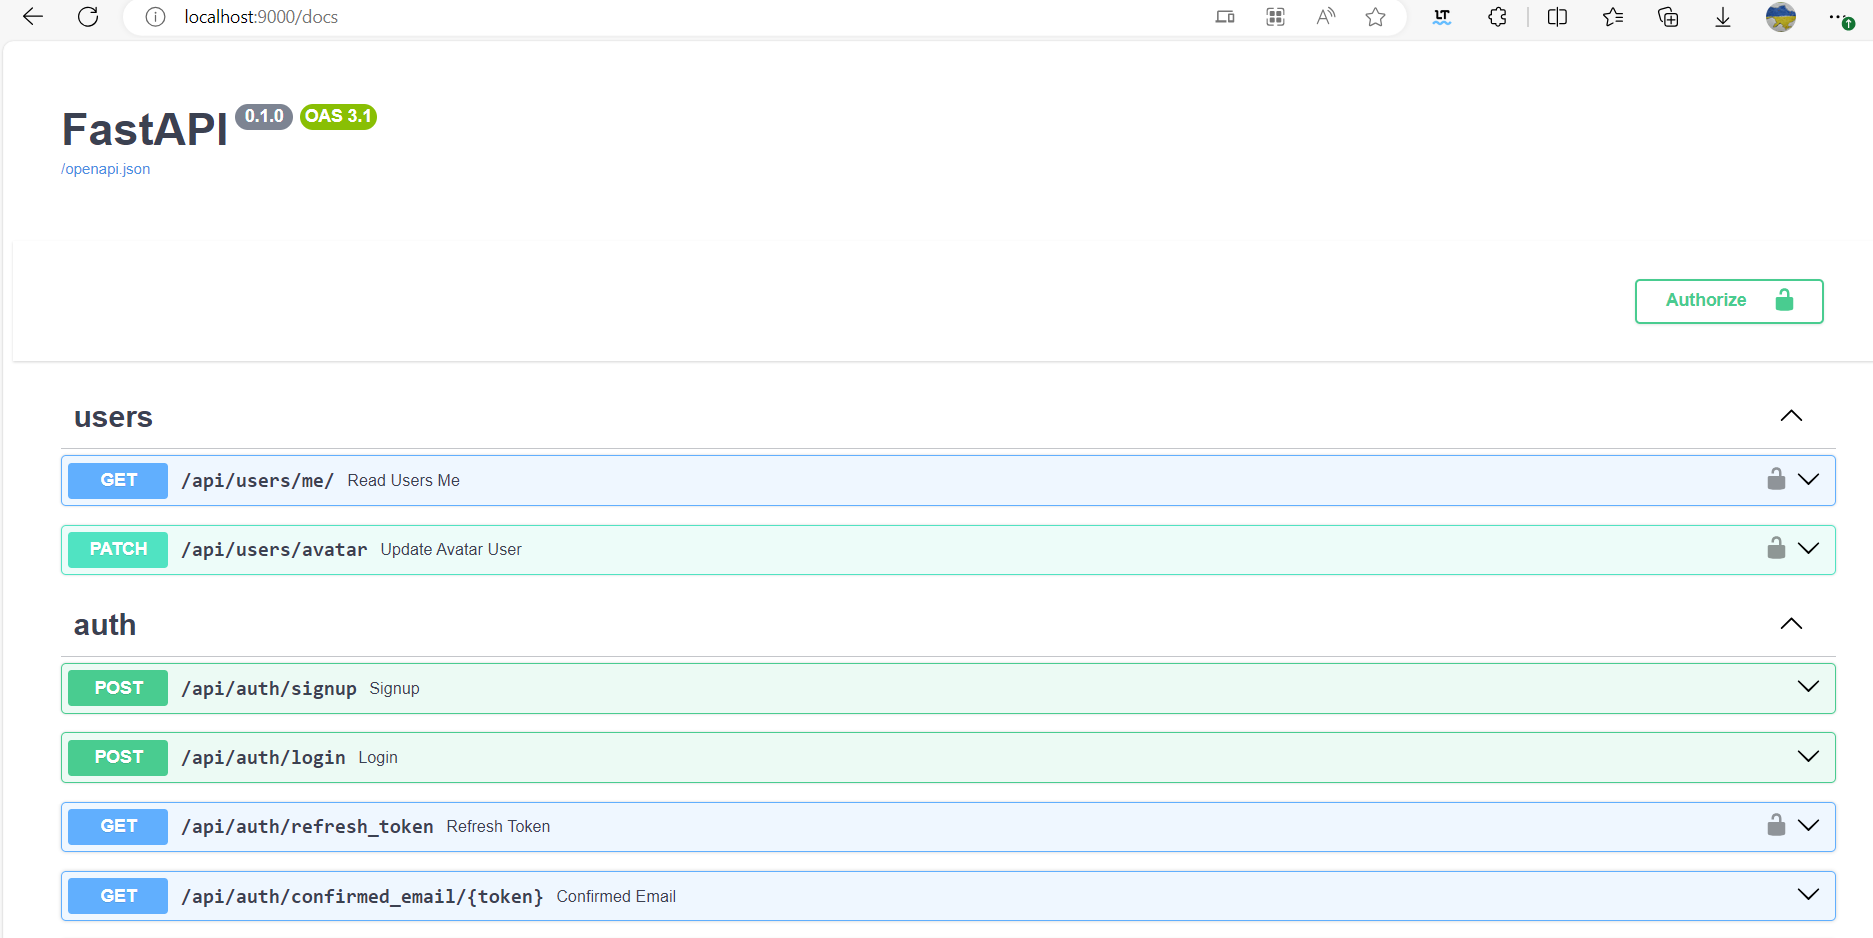 localhost:9000/docs
FastAPI 0.1.0 OAS 3.1
/openapi.json
Authorize
users
GET /api/users/me/ Read Users Me
PATCH /api/users/avatar Update Avatar User
auth
POST /api/auth/signup Signup
POST /api/auth/login Login
GET /api/auth/refresh_token Refresh Token
GET /api/auth/confirmed_email/{token} Confirmed Email